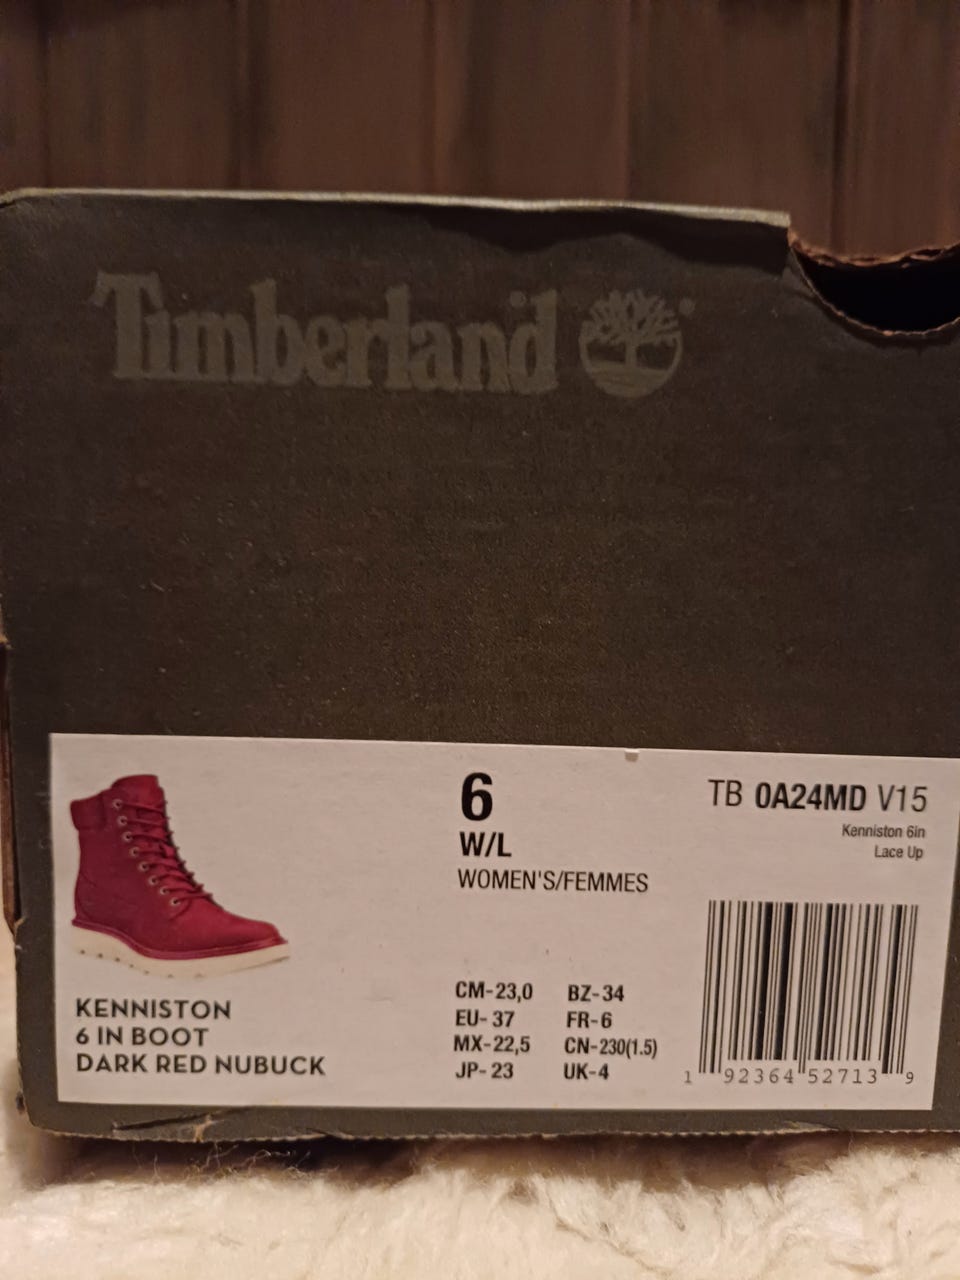 Timberland®
6
W/L
WOMEN'S/FEMMES
TB 0A24MD V15
Kenniston 6in
Lace Up
KENNISTON
6 IN BOOT
DARK RED NUBUCK
CM-23,0 BZ-34
EU-37 FR-6
MX-22,5 CN-230(1.5)
JP-23 UK-4
1 92364 52713 9